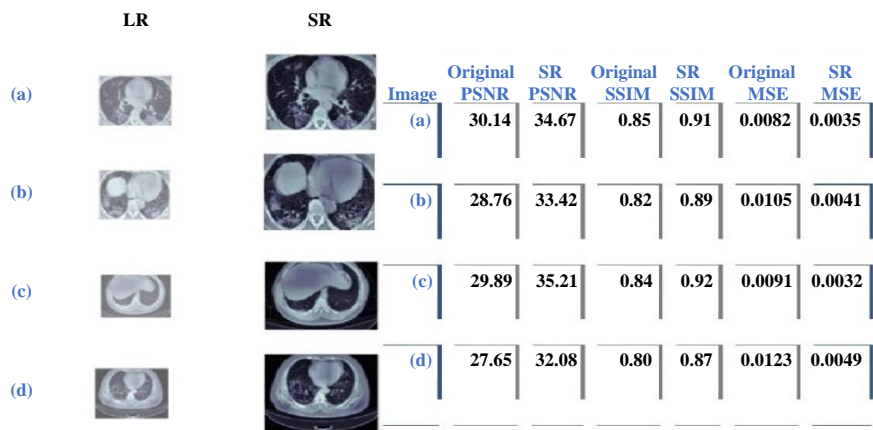 LR SR
Original SR Original SR Original SR
Image PSNR PSNR SSIM SSIM MSE MSE
(a) (a) 30.14 34.67 0.85 0.91 0.0082 0.0035
(b) (b) 28.76 33.42 0.82 0.89 0.0105 0.0041
(c) (c) 29.89 35.21 0.84 0.92 0.0091 0.0032
(d) (d) 27.65 32.08 0.80 0.87 0.0123 0.0049